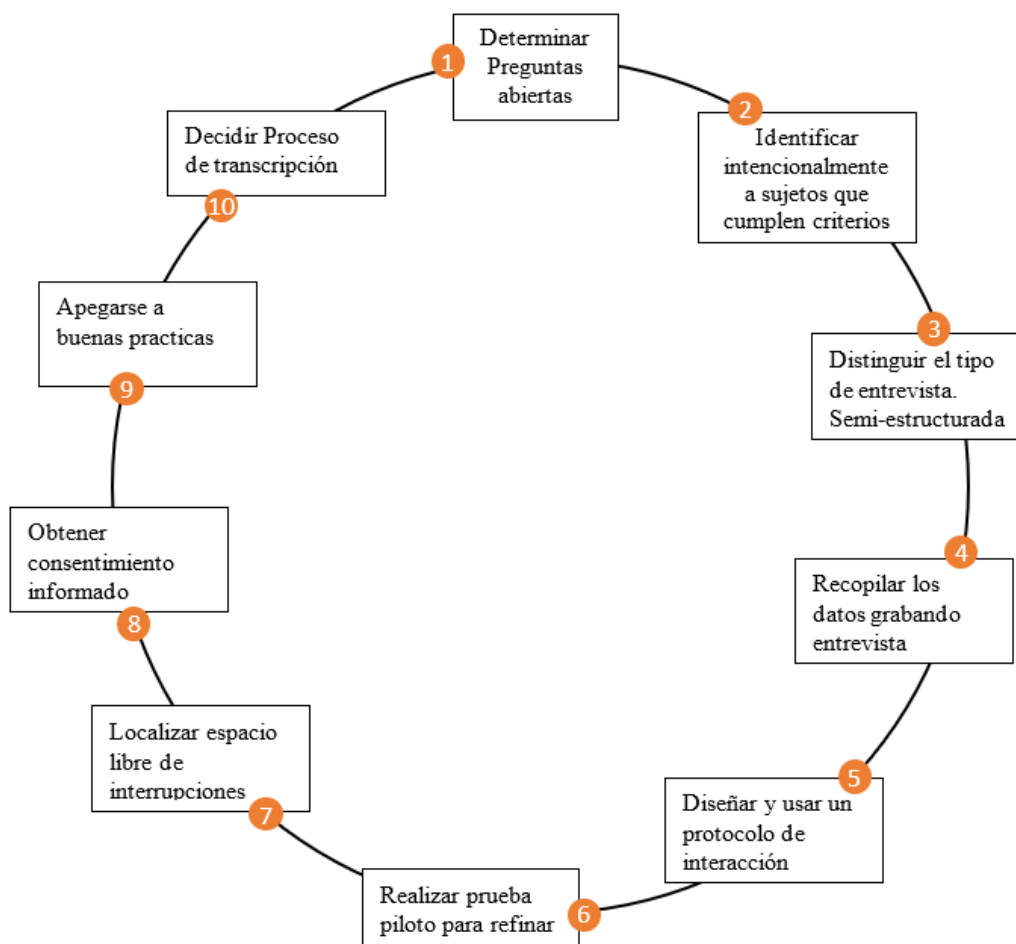 1
Determinar
Preguntas
abiertas
2
Identificar
intencionalmente
a sujetos que
cumplen criterios
3
Distinguir el tipo
de entrevista.
Semi-estructurada
4
Recopilar los
datos grabando
entrevista
5
Diseñar y usar un
protocolo de
interacción
6
Realizar prueba
piloto para refinar
7
Localizar espacio
libre de
interrupciones
8
Obtener
consentimiento
informado
9
Apegarse a
buenas practicas
10
Decidir Proceso
de transcripción